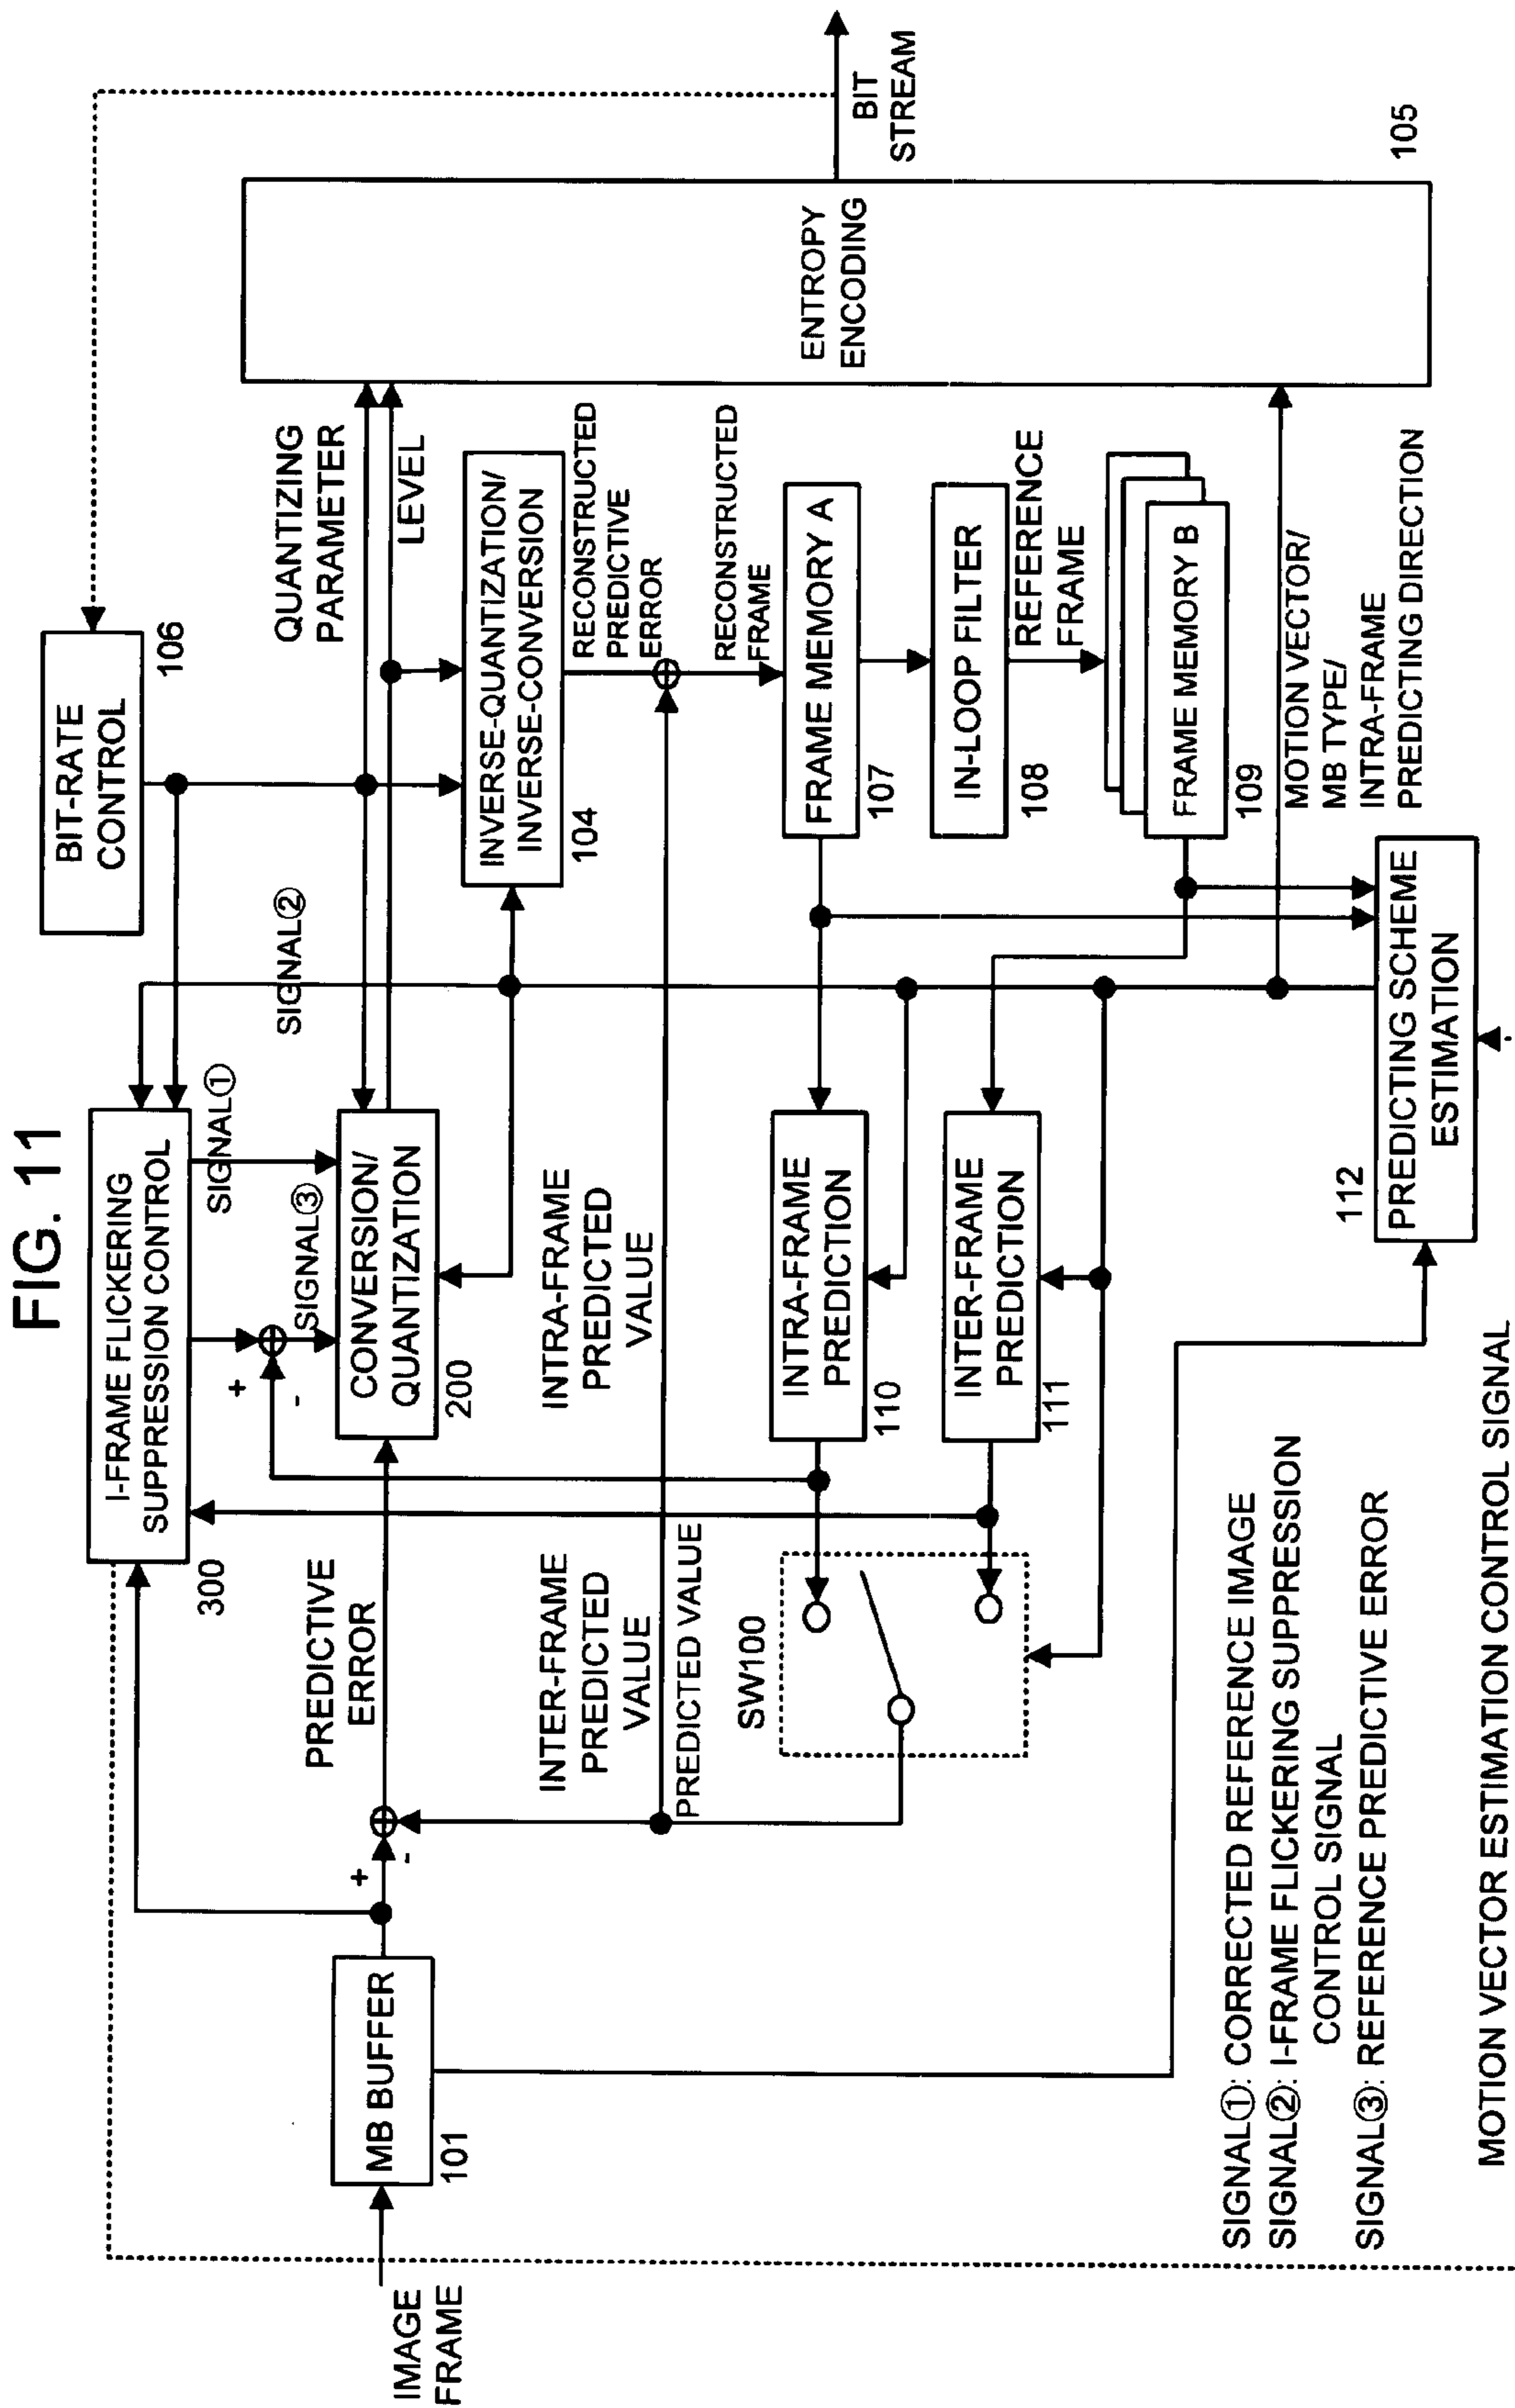 FIG. 11
IMAGE
FRAME
MB BUFFER
101
I-FRAME FLICKERING
SUPPRESSION CONTROL
300
SIGNAL①
SIGNAL②
SIGNAL③
+
-
+
-
PREDICTIVE
ERROR
CONVERSION/
QUANTIZATION
200
BIT-RATE
CONTROL
106
QUANTIZING
PARAMETER
LEVEL
INVERSE-QUANTIZATION/
INVERSE-CONVERSION
104
RECONSTRUCTED
PREDICTIVE
ERROR
RECONSTRUCTED
FRAME
ENTROPY
ENCODING
105
BIT
STREAM
INTER-FRAME
PREDICTED
VALUE
INTRA-FRAME
PREDICTED
VALUE
PREDICTED VALUE
SW100
INTRA-FRAME
PREDICTION
110
INTER-FRAME
PREDICTION
111
FRAME MEMORY A
107
IN-LOOP FILTER
108
REFERENCE
FRAME
FRAME MEMORY B
109
MOTION VECTOR/
MB TYPE/
INTRA-FRAME
PREDICTING DIRECTION
112
PREDICTING SCHEME
ESTIMATION
SIGNAL①: CORRECTED REFERENCE IMAGE
SIGNAL②: I-FRAME FLICKERING SUPPRESSION
CONTROL SIGNAL
SIGNAL③: REFERENCE PREDICTIVE ERROR
MOTION VECTOR ESTIMATION CONTROL SIGNAL